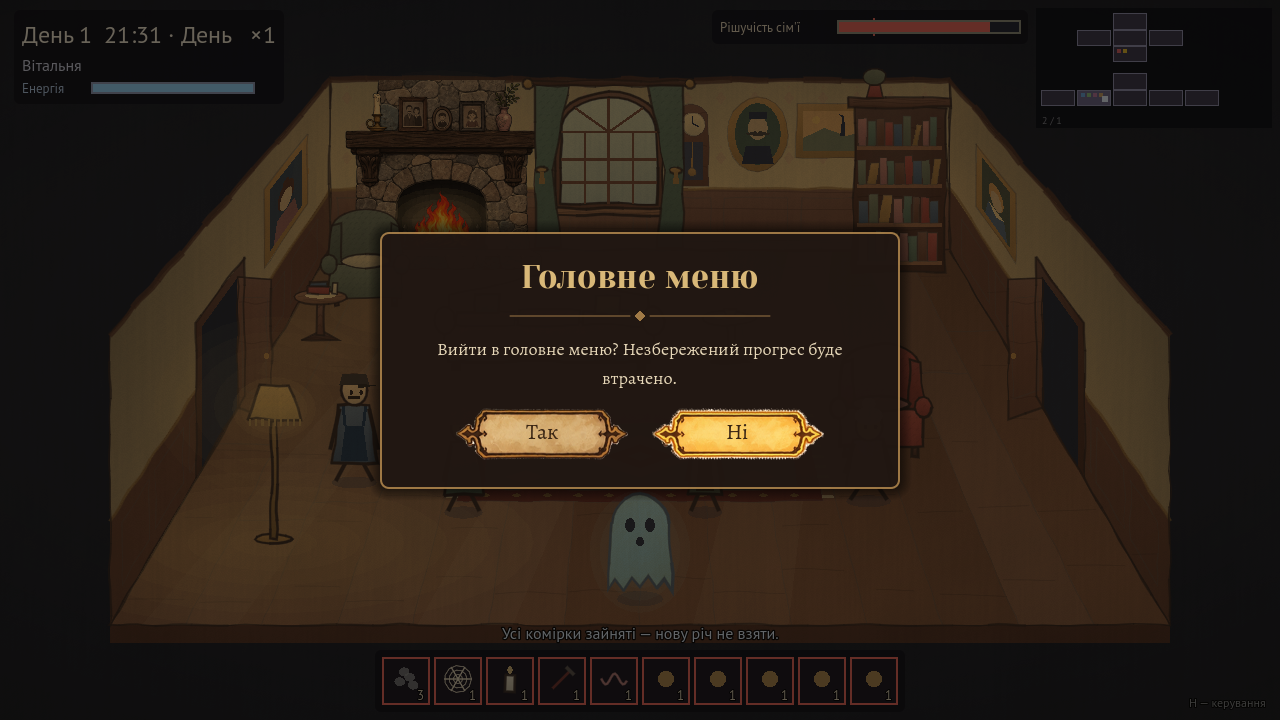 День 1 21:31 · День ×1
Вітальня
Енергія
Рішучість сім'ї
2 / 1
Головне меню
Вийти в головне меню? Незбережений прогрес буде
втрачено.
Так
Ні
Усі комірки зайняті — нову річ не взяти.
3 1 1 1 1 1 1 1 1 1
H — керування